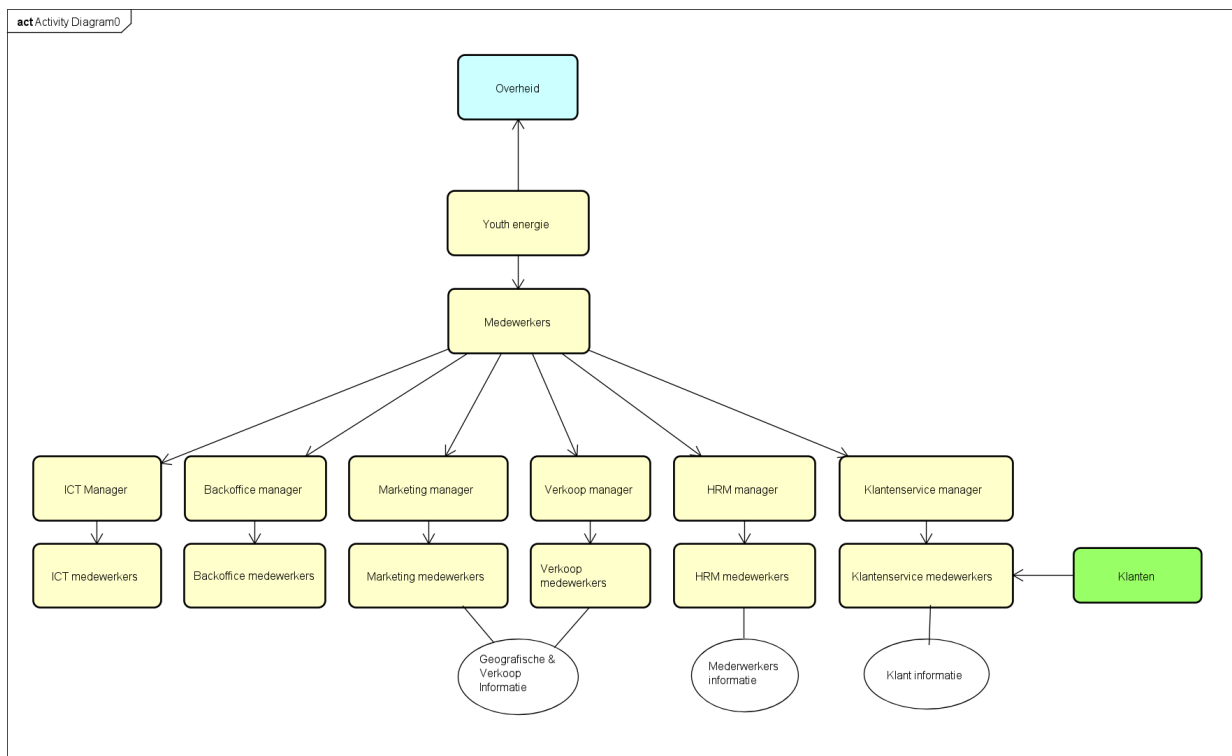 act Activity Diagram0
Overheid
Youth energie
Medewerkers
ICT Manager
Backoffice manager
Marketing manager
Verkoop manager
HRM manager
Klantenservice manager
ICT medewerkers
Backoffice medewerkers
Marketing medewerkers
Verkoop
medewerkers
HRM medewerkers
Klantenservice medewerkers
Klanten
Geografische &
Verkoop
Informatie
Mederwerkers
informatie
Klant informatie